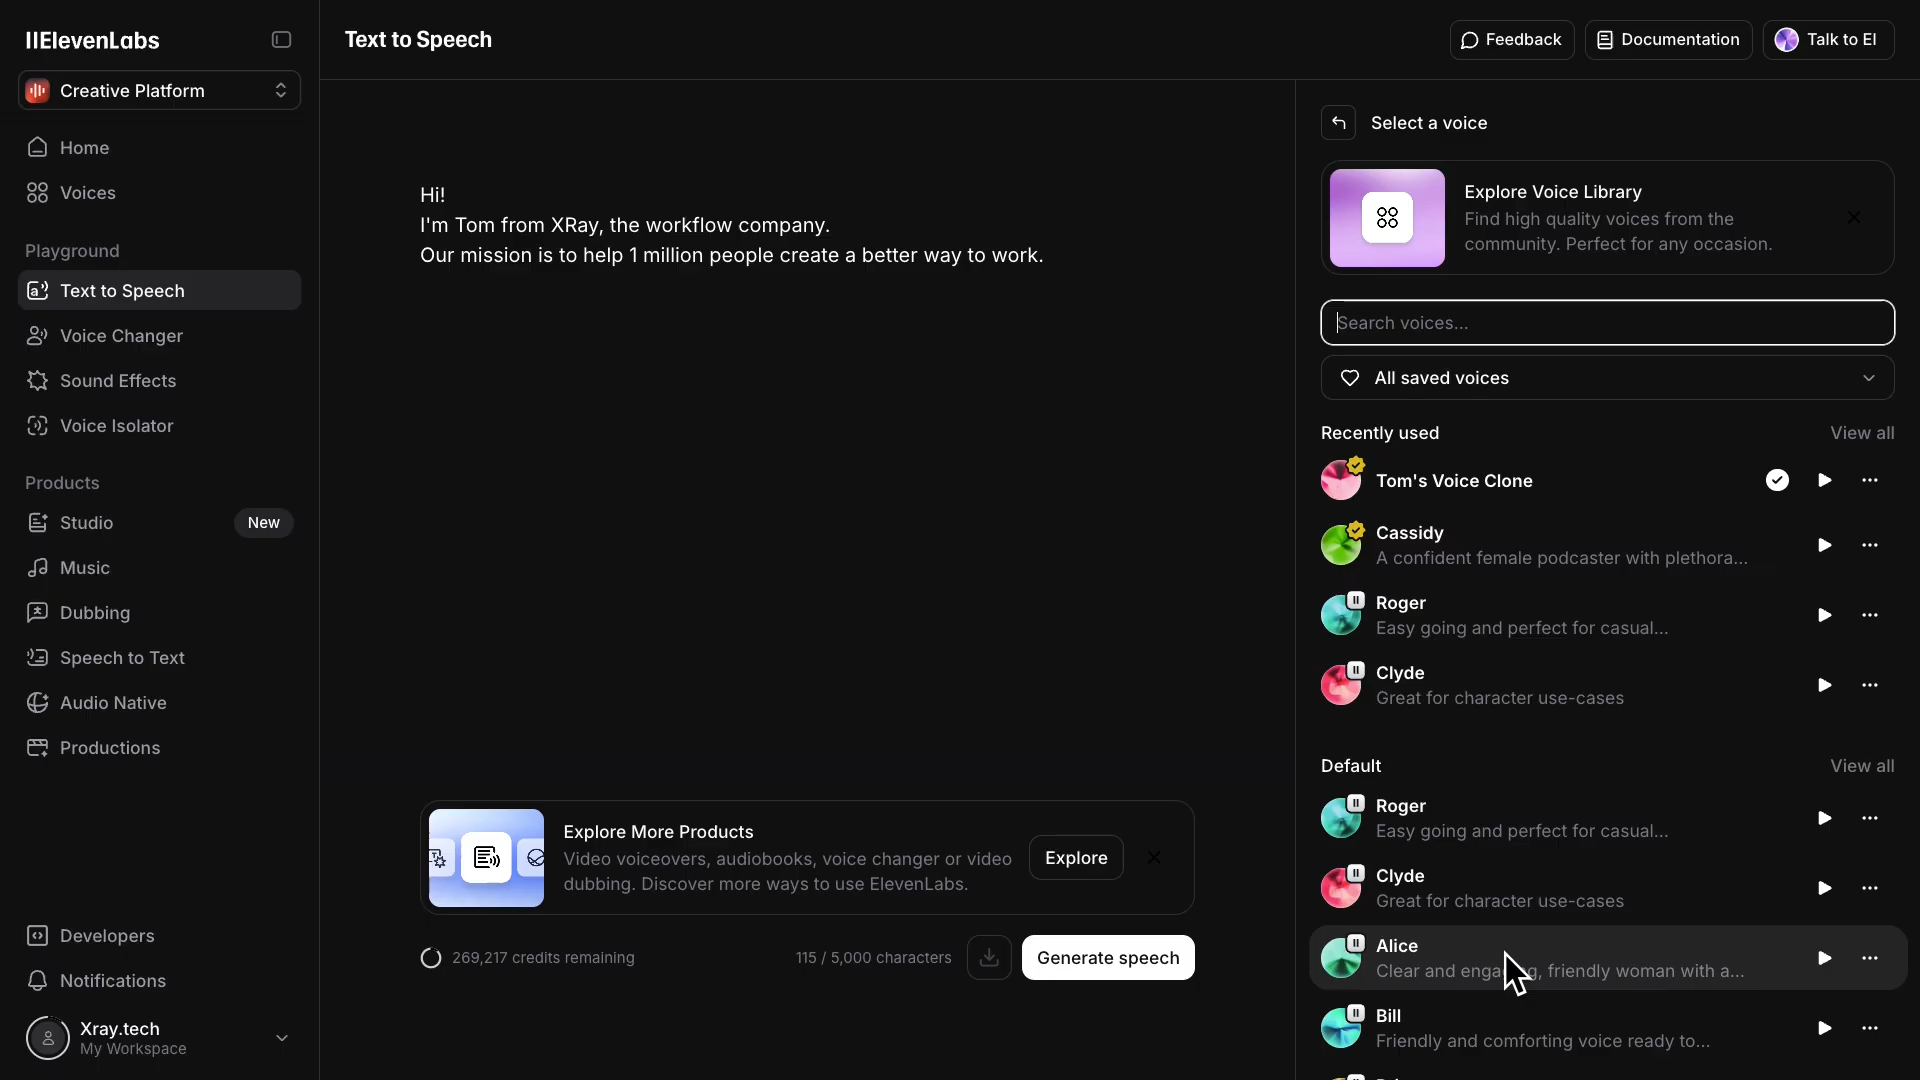 IIElevenLabs
Creative Platform
Home
Voices
Playground
Text to Speech
Voice Changer
Sound Effects
Voice Isolator
Products
Studio New
Music
Dubbing
Speech to Text
Audio Native
Productions
Developers
Notifications
Xray.tech
My Workspace
Text to Speech
Feedback
Documentation
Talk to El
Hi!
I'm Tom from XRay, the workflow company.
Our mission is to help 1 million people create a better way to work.
Explore More Products
Video voiceovers, audiobooks, voice changer or video
dubbing. Discover more ways to use ElevenLabs.
Explore
269,217 credits remaining
115 / 5,000 characters
Generate speech
Select a voice
Explore Voice Library
Find high quality voices from the
community. Perfect for any occasion.
Search voices...
All saved voices
Recently used View all
Tom's Voice Clone
Cassidy
A confident female podcaster with plethora...
Roger
Easy going and perfect for casual...
Clyde
Great for character use-cases
Default View all
Roger
Easy going and perfect for casual...
Clyde
Great for character use-cases
Alice
Clear and engaging, friendly woman with a...
Bill
Friendly and comforting voice ready to...